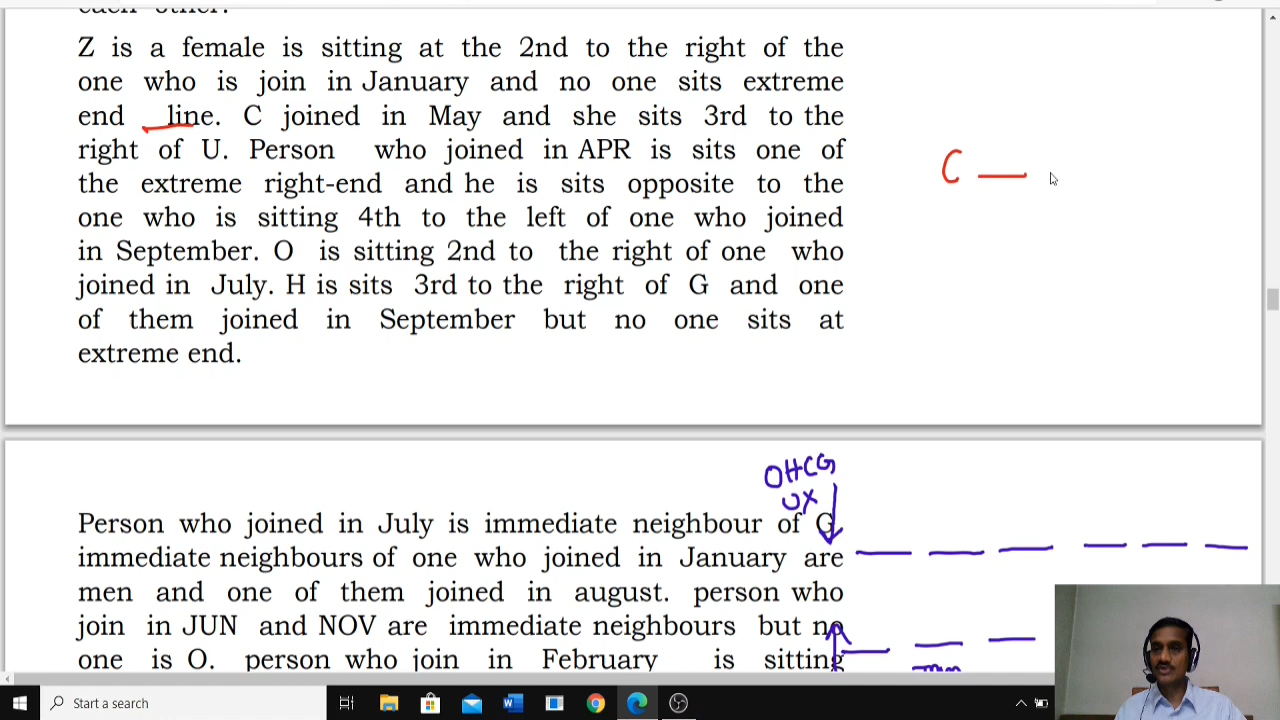 each other.
Z is a female is sitting at the 2nd to the right of the
one who is join in January and no one sits extreme
end line. C joined in May and she sits 3rd to the
right of U. Person who joined in APR is sits one of
the extreme right-end and he is sits opposite to the
one who is sitting 4th to the left of one who joined
in September. O is sitting 2nd to the right of one who
joined in July. H is sits 3rd to the right of G and one
of them joined in September but no one sits at
extreme end.
C
OHCG
UX
Person who joined in July is immediate neighbour of G
immediate neighbours of one who joined in January are
men and one of them joined in august. person who
join in JUN and NOV are immediate neighbours but no
one is O. person who join in February is sitting
Start a search